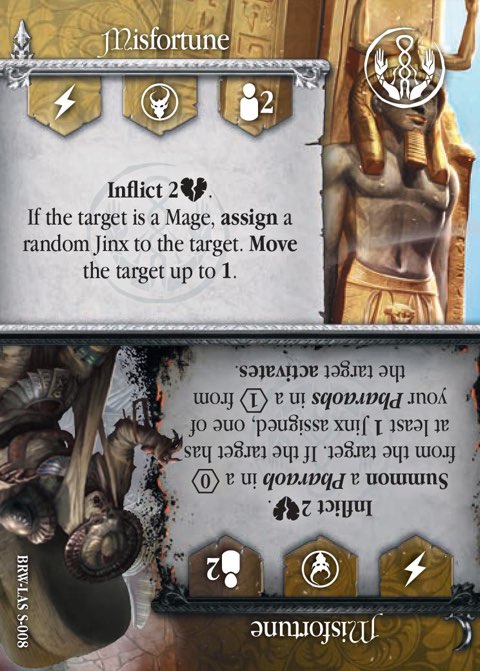 Misfortune
2
Inflict 2.
If the target is a Mage, assign a
random Jinx to the target. Move
the target up to 1.
Misfortune
2
Inflict 2.
Summon a Pharaoh in a 0
from the target. If the target has
at least 1 Jinx assigned, one of
your Pharaohs in a 1 from
the target activates.
BRW-LAS S-008